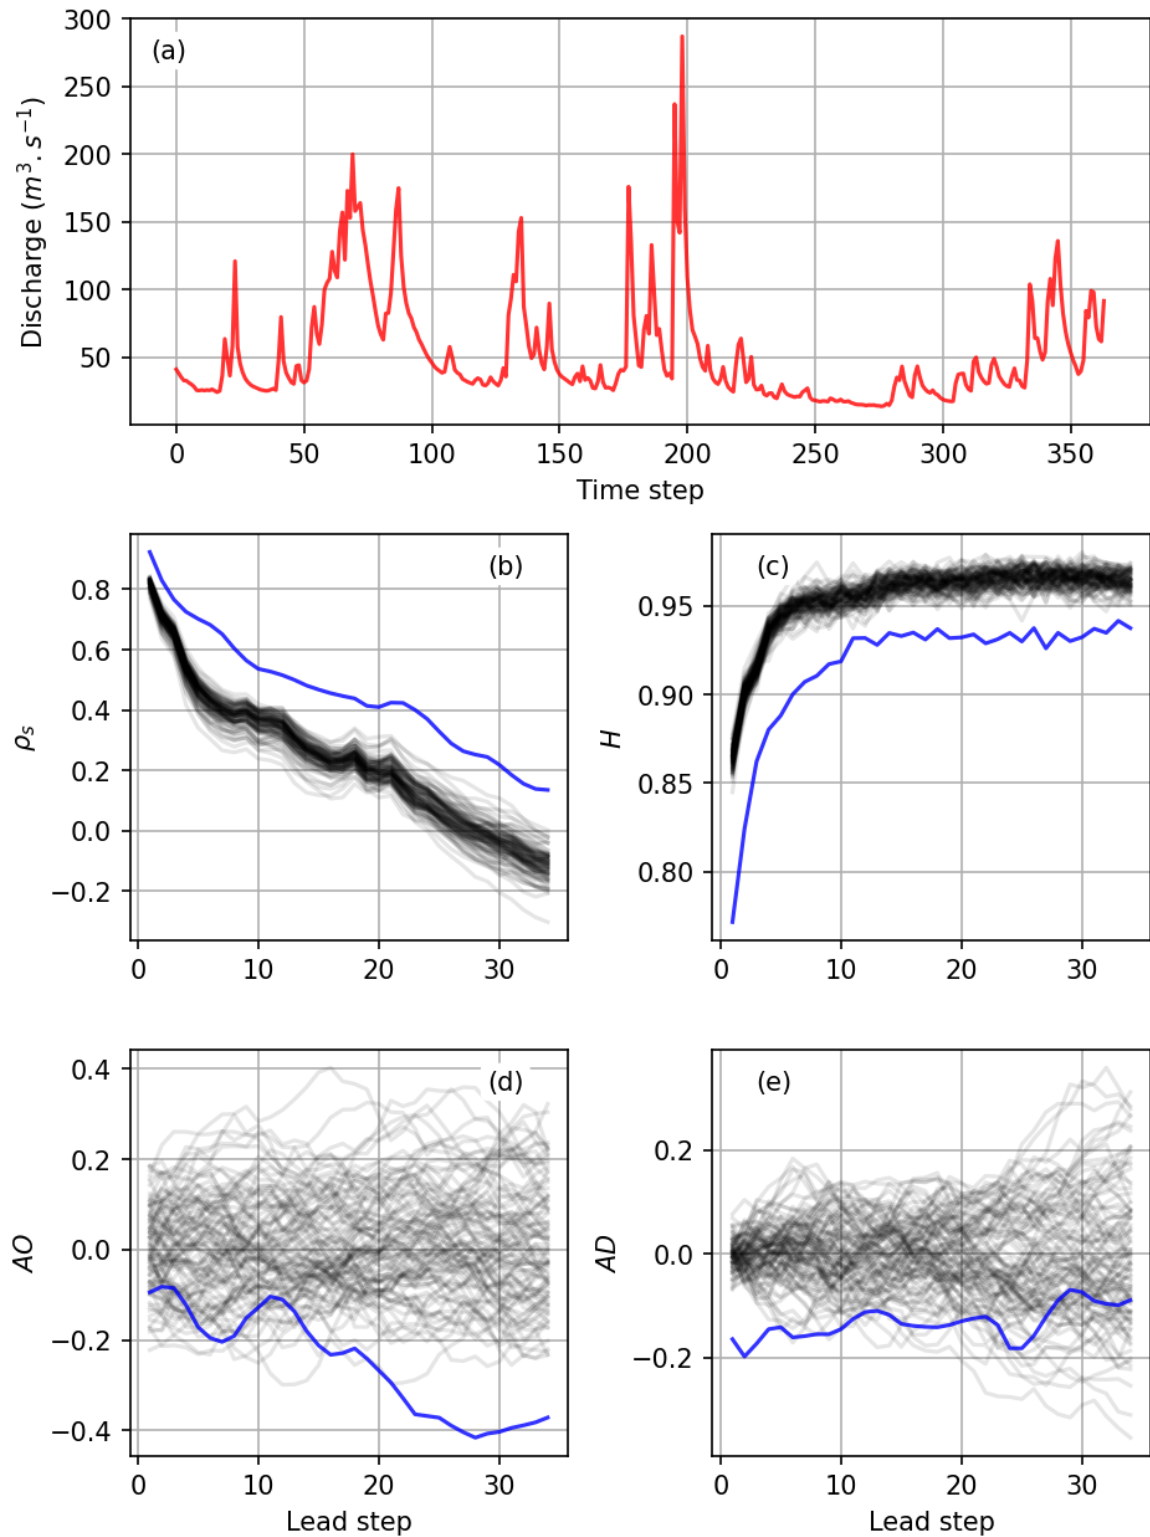 300
250
200
150
100
50
Discharge (m³. s⁻¹)
(a)
0 50 100 150 200 250 300 350
Time step
0.8
0.6
0.4
0.2
0.0
−0.2
ρₛ
(b)
0 10 20 30
0.95
0.90
0.85
0.80
H
(c)
0 10 20 30
0.4
0.2
0.0
−0.2
−0.4
AO
(d)
0 10 20 30
Lead step
0.2
0.0
−0.2
AD
(e)
0 10 20 30
Lead step